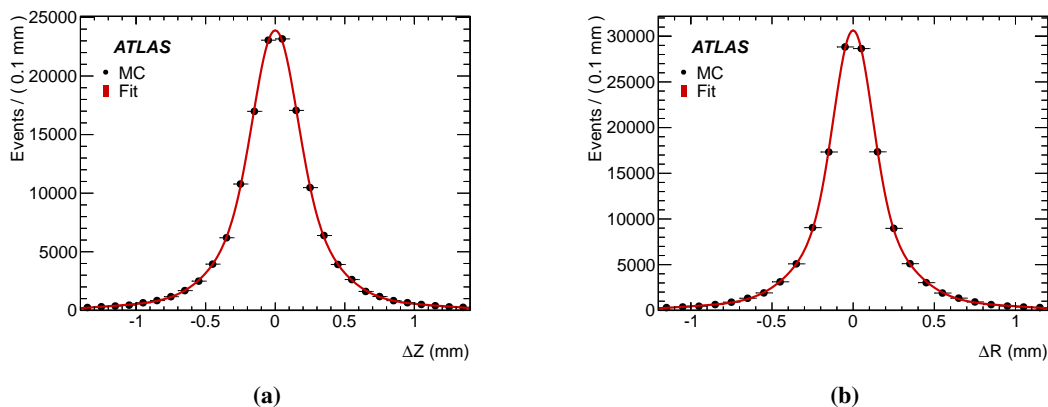 Events / ( 0.1 mm )
25000
20000
15000
10000
5000
0
ATLAS
MC
Fit
-1
-0.5
0
0.5
1
ΔZ (mm)
(a)
Events / ( 0.1 mm )
30000
25000
20000
15000
10000
5000
0
ATLAS
MC
Fit
-1
-0.5
0
0.5
1
ΔR (mm)
(b)